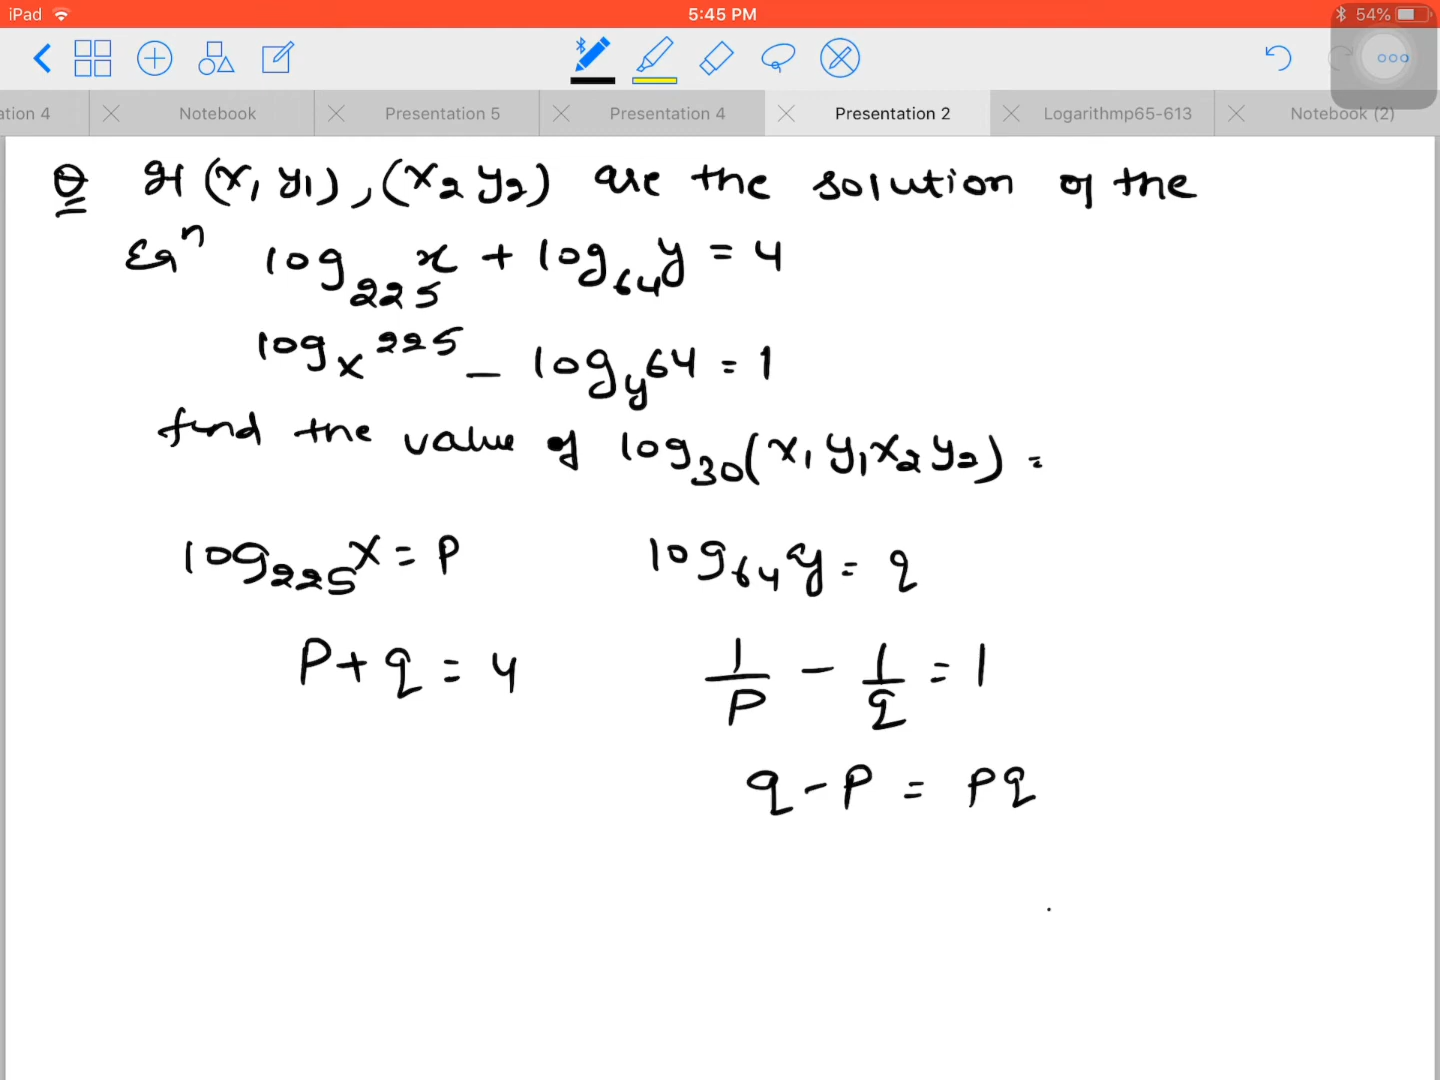 iPad 5:45 PM 54%
ation 4 Notebook Presentation 5 Presentation 4 Presentation 2 Logarithmp65-613 Notebook (2)
Q If (x₁ y₁), (x₂ y₂) are the solution of the
Eqⁿ log₂₂₅ x + log₆₄ y = 4
logₓ 225 - log_y 64 = 1
find the value of log₃₀(x₁ y₁ x₂ y₂) =
log₂₂₅ x = P log₆₄ y = q
P + q = 4 1/P - 1/q = 1
q - P = Pq